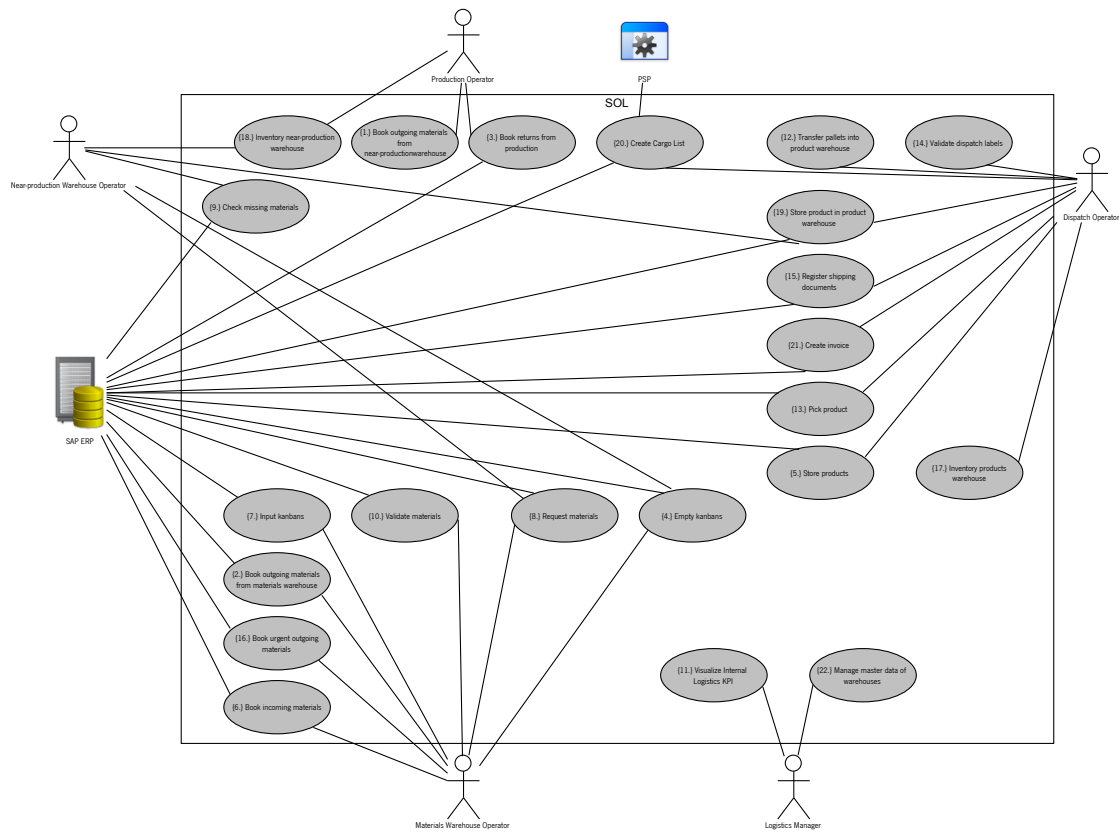 Production Operator
PSP
SOL
Near-production Warehouse Operator
{18.} Inventory near-production
warehouse
{1.} Book outgoing materials
from
near-productionwarehouse
{3.} Book returns from
production
{20.} Create Cargo List
{12.} Transfer pallets into
product warehouse
{14.} Validate dispatch labels
Dispatch Operator
{9.} Check missing materials
{19.} Store product in product
warehouse
{15.} Register shipping
documents
{21.} Create invoice
{13.} Pick product
SAP ERP
{5.} Store products
{17.} Inventory products
warehouse
{7.} Input kanbans
{10.} Validate materials
{8.} Request materials
{4.} Empty kanbans
{2.} Book outgoing materials
from materials warehouse
{16.} Book urgent outgoing
materials
{6.} Book incoming materials
{11.} Visualize Internal
Logistics KPI
{22.} Manage master data of
warehouses
Materials Warehouse Operator
Logistics Manager